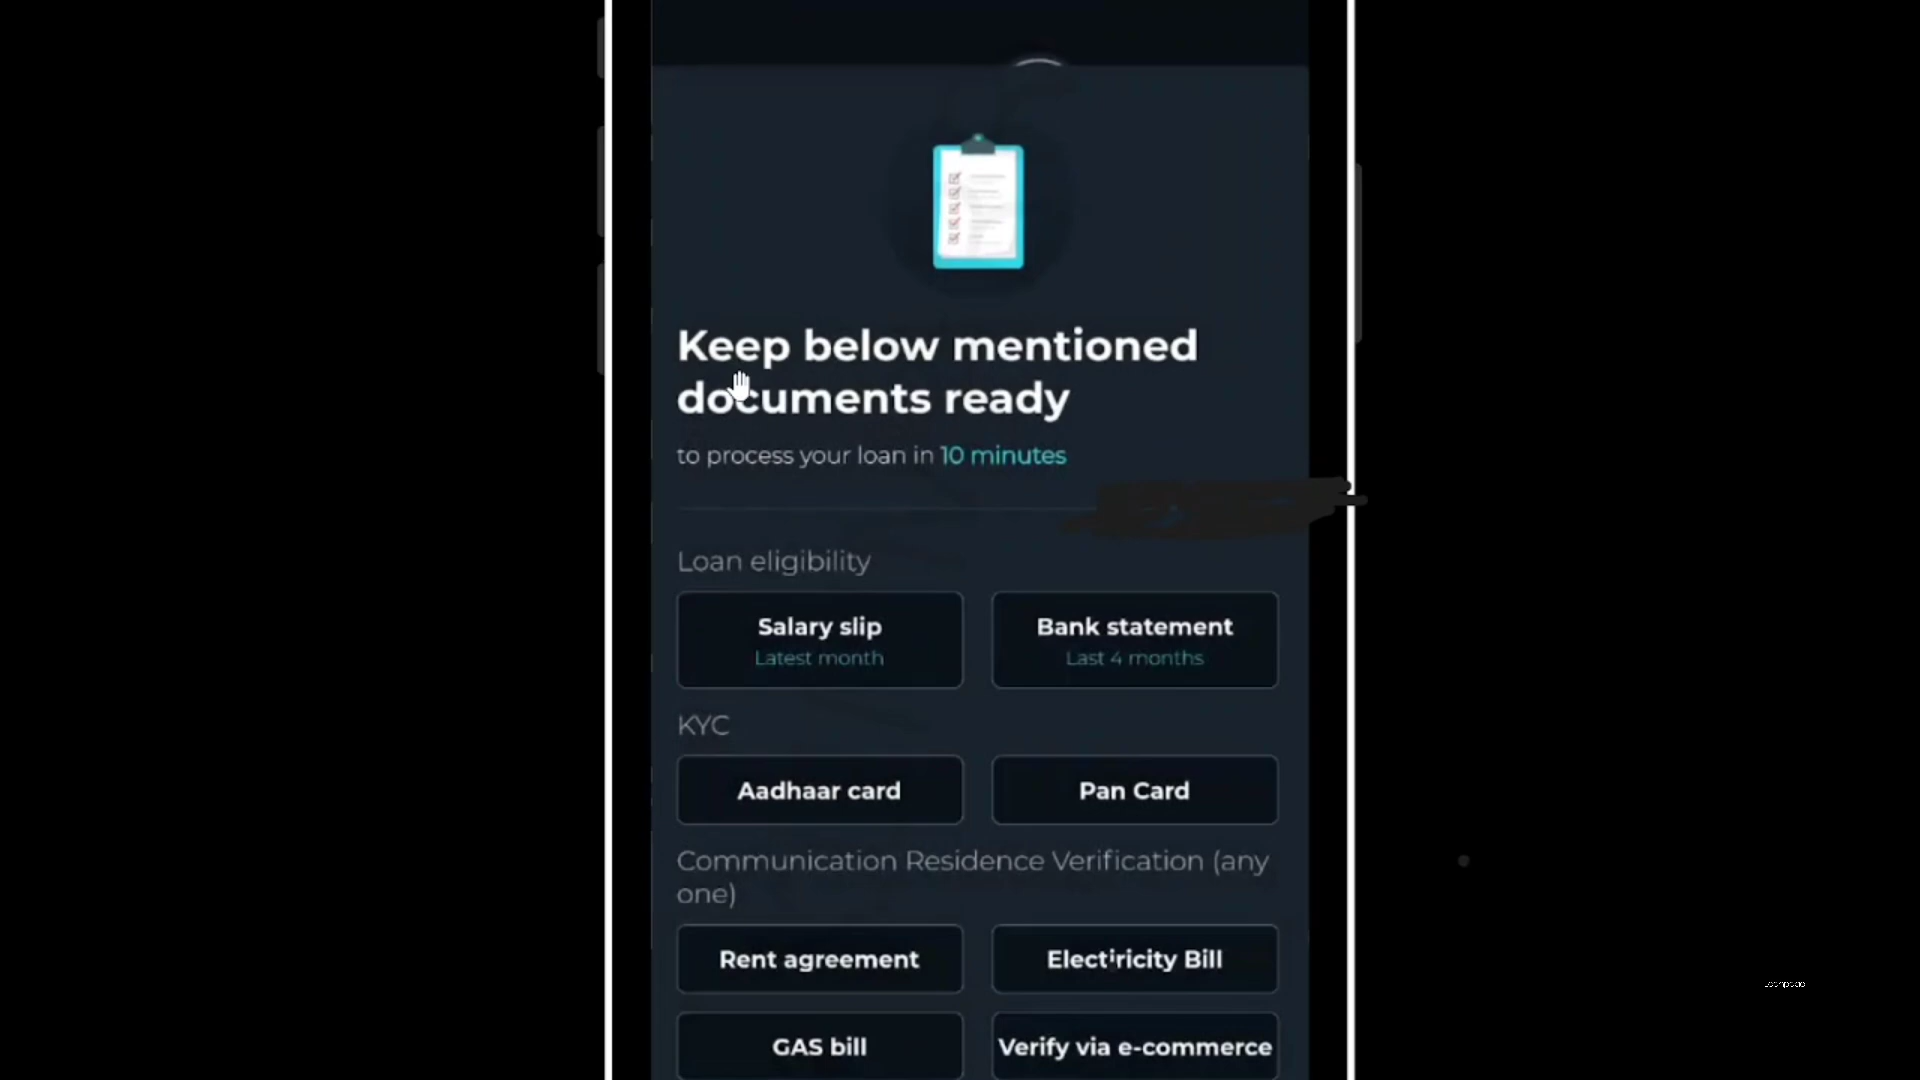 Keep below mentioned
documents ready
to process your loan in 10 minutes
Loan eligibility
Salary slip
Latest month
Bank statement
Last 4 months
KYC
Aadhaar card
Pan Card
Communication Residence Verification (any
one)
Rent agreement
Electiricity Bill
GAS bill
Verify via e-commerce